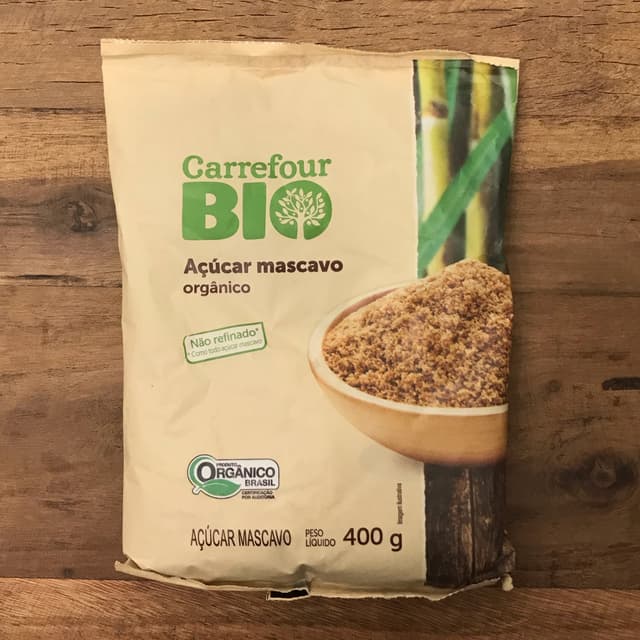 Carrefour
BIO
Açúcar mascavo
orgânico
Não refinado*
* Como todo açúcar mascavo
PRODUTO
ORGÂNICO
BRASIL
CERTIFICAÇÃO
POR AUDITORIA
Imagem ilustrativa
AÇÚCAR MASCAVO PESO LÍQUIDO 400 g